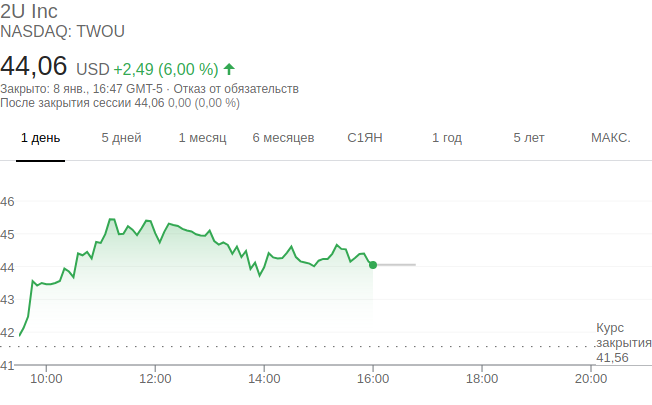 2U Inc
NASDAQ: TWOU
44,06 USD +2,49 (6,00 %)
Закрыто: 8 янв., 16:47 GMT-5 · Отказ от обязательств
После закрытия сессии 44,06 0,00 (0,00 %)
1 день 5 дней 1 месяц 6 месяцев С1ЯН 1 год 5 лет МАКС.
46
45
44
43
42
Курс
закрытия
41,56
41
10:00 12:00 14:00 16:00 18:00 20:00